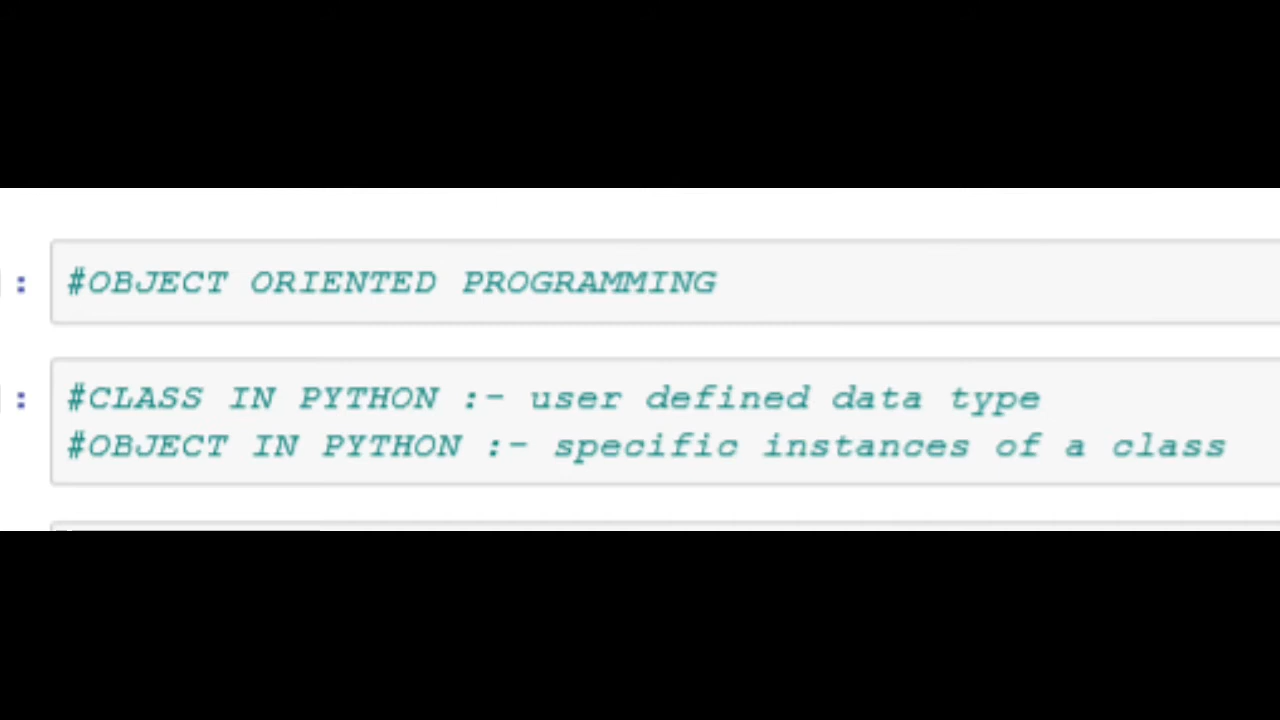 : #OBJECT ORIENTED PROGRAMMING
: #CLASS IN PYTHON :- user defined data type
#OBJECT IN PYTHON :- specific instances of a class